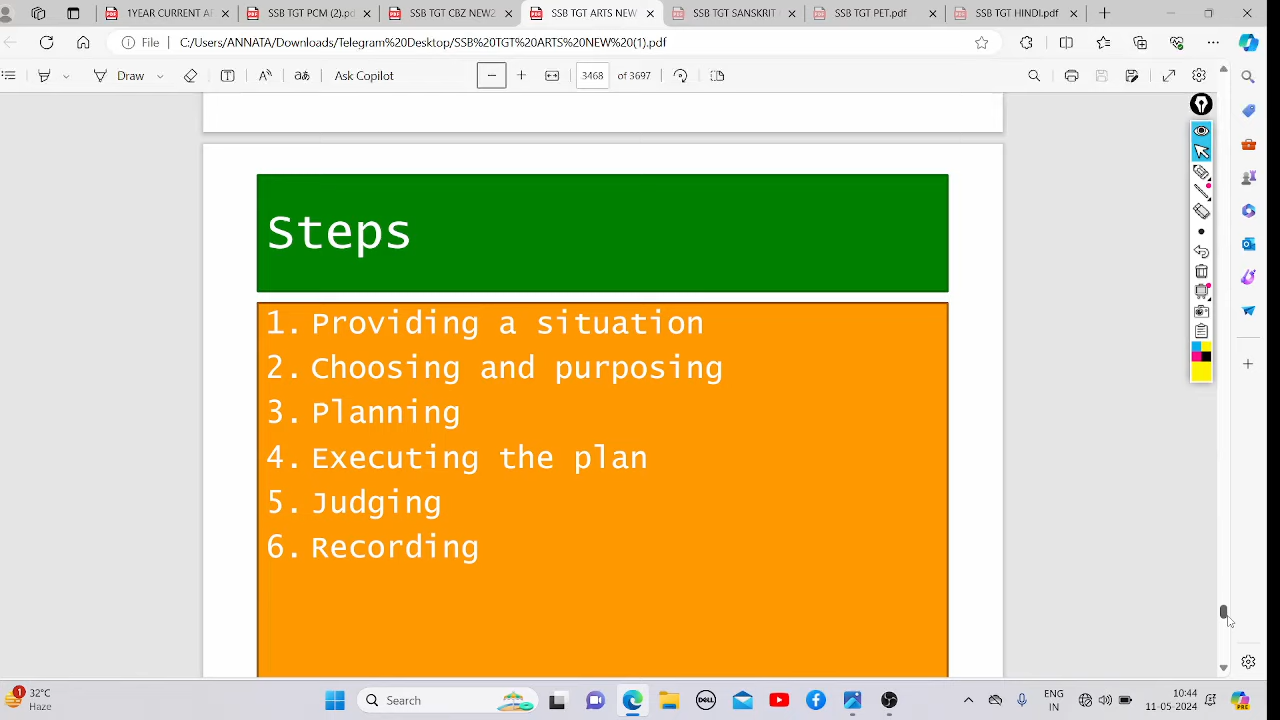 1YEAR CURRENT AF
SSB TGT PCM (2).pdf
SSB TGT CBZ NEW2
SSB TGT ARTS NEW
SSB TGT SANSKRIT
SSB TGT PET.pdf
SSB TGT HINDI.pdf
File
C:/Users/ANNATA/Downloads/Telegram%20Desktop/SSB%20TGT%20ARTS%20NEW%20(1).pdf
Draw
Ask Copilot
3468 of 3697
Steps
1. Providing a situation
2. Choosing and purposing
3. Planning
4. Executing the plan
5. Judging
6. Recording
32°C
Haze
Search
ENG
IN
10:44
11-05-2024